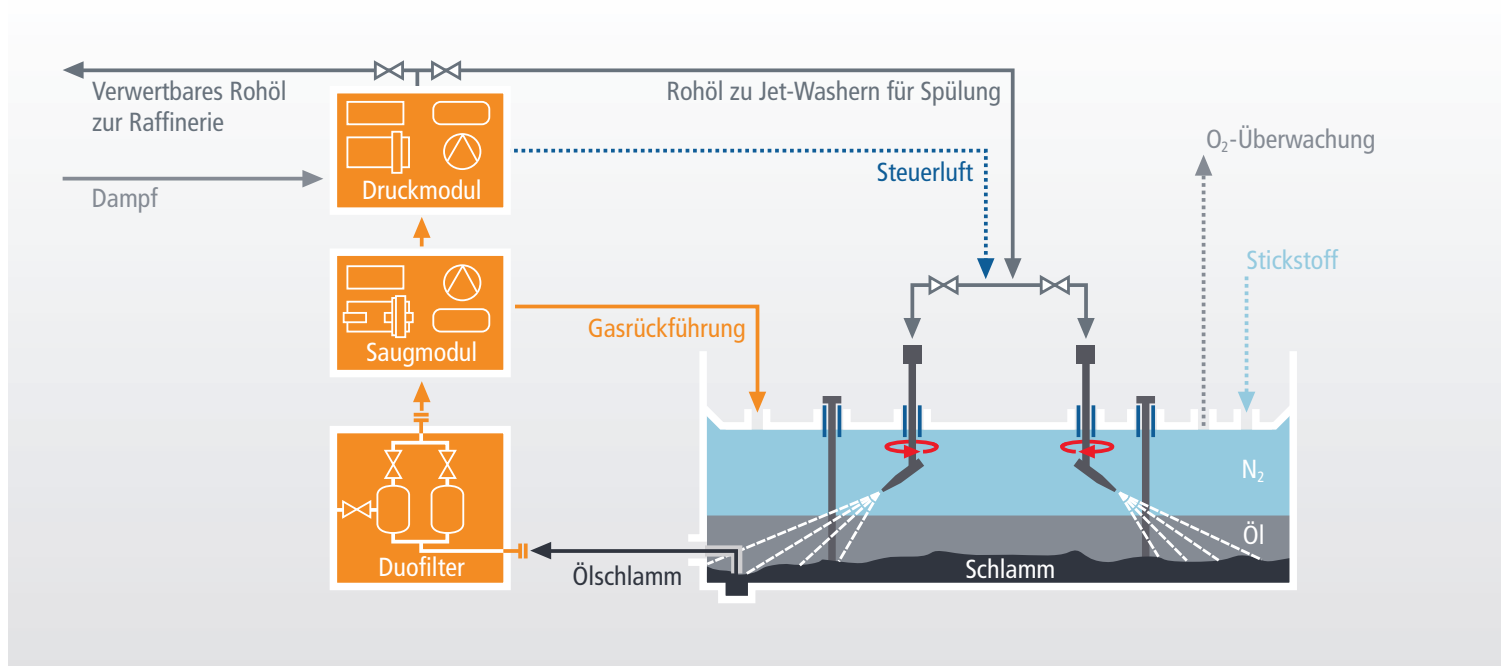 Verwertbares Rohöl
zur Raffinerie
Rohöl zu Jet-Washern für Spülung
O₂-Überwachung
Steuerluft
Dampf
Druckmodul
Stickstoff
Gasrückführung
Saugmodul
N₂
Öl
Schlamm
Ölschlamm
Duofilter